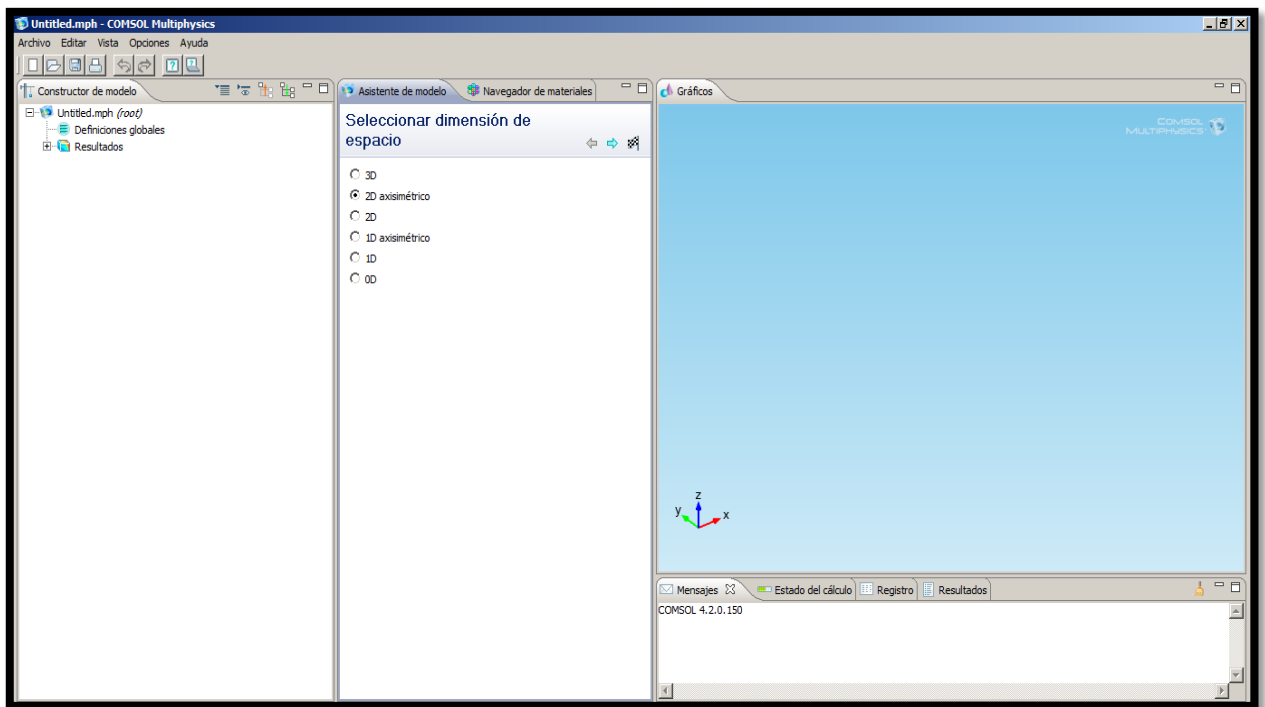 Untitled.mph - COMSOL Multiphysics
Archivo Editar Vista Opciones Ayuda
Constructor de modelo
Untitled.mph (root)
Definiciones globales
Resultados
Asistente de modelo Navegador de materiales
Seleccionar dimensión de
espacio
3D
2D axisimétrico
2D
1D axisimétrico
1D
0D
Gráficos
COMSOL
MULTIPHYSICS
z
y x
Mensajes Estado del cálculo Registro Resultados
COMSOL 4.2.0.150